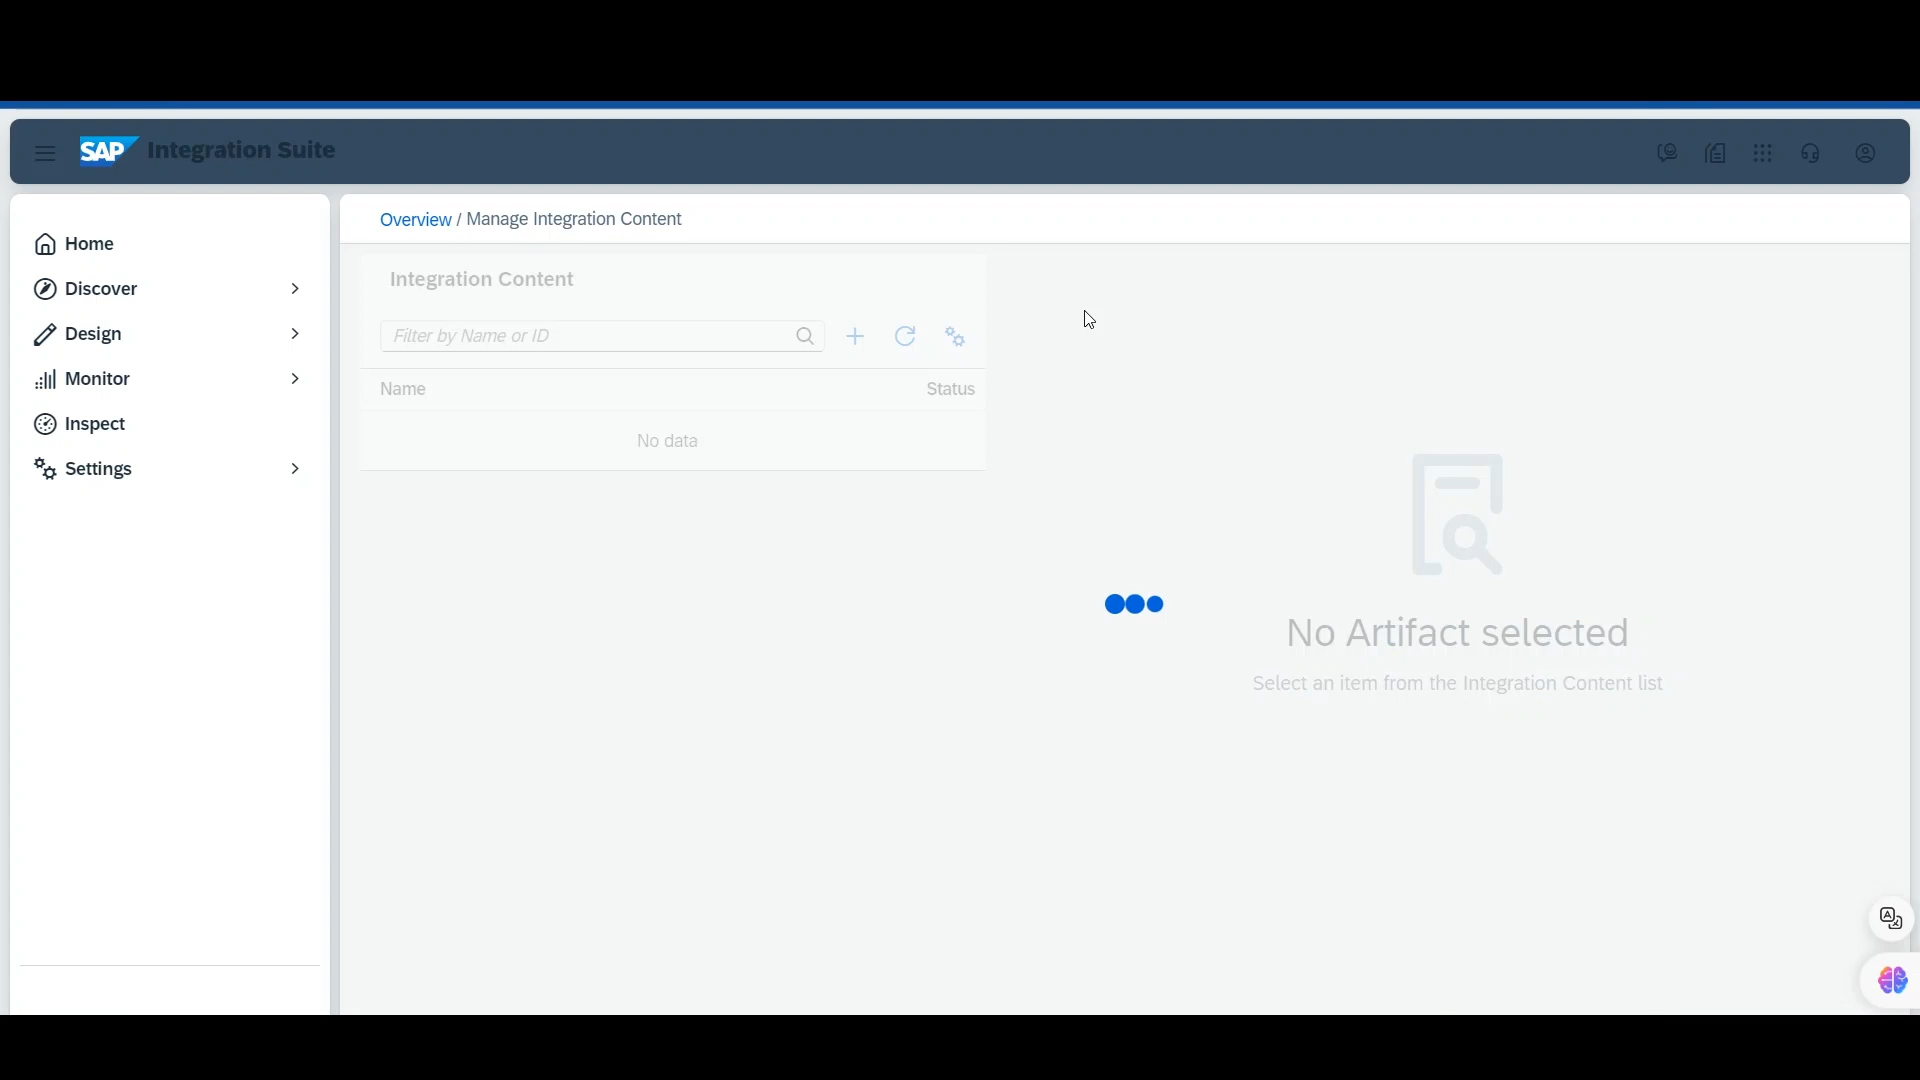 SAP Integration Suite
Home
Discover
Design
Monitor
Inspect
Settings
Overview / Manage Integration Content
Integration Content
Filter by Name or ID
Name Status
No data
No Artifact selected
Select an item from the Integration Content list